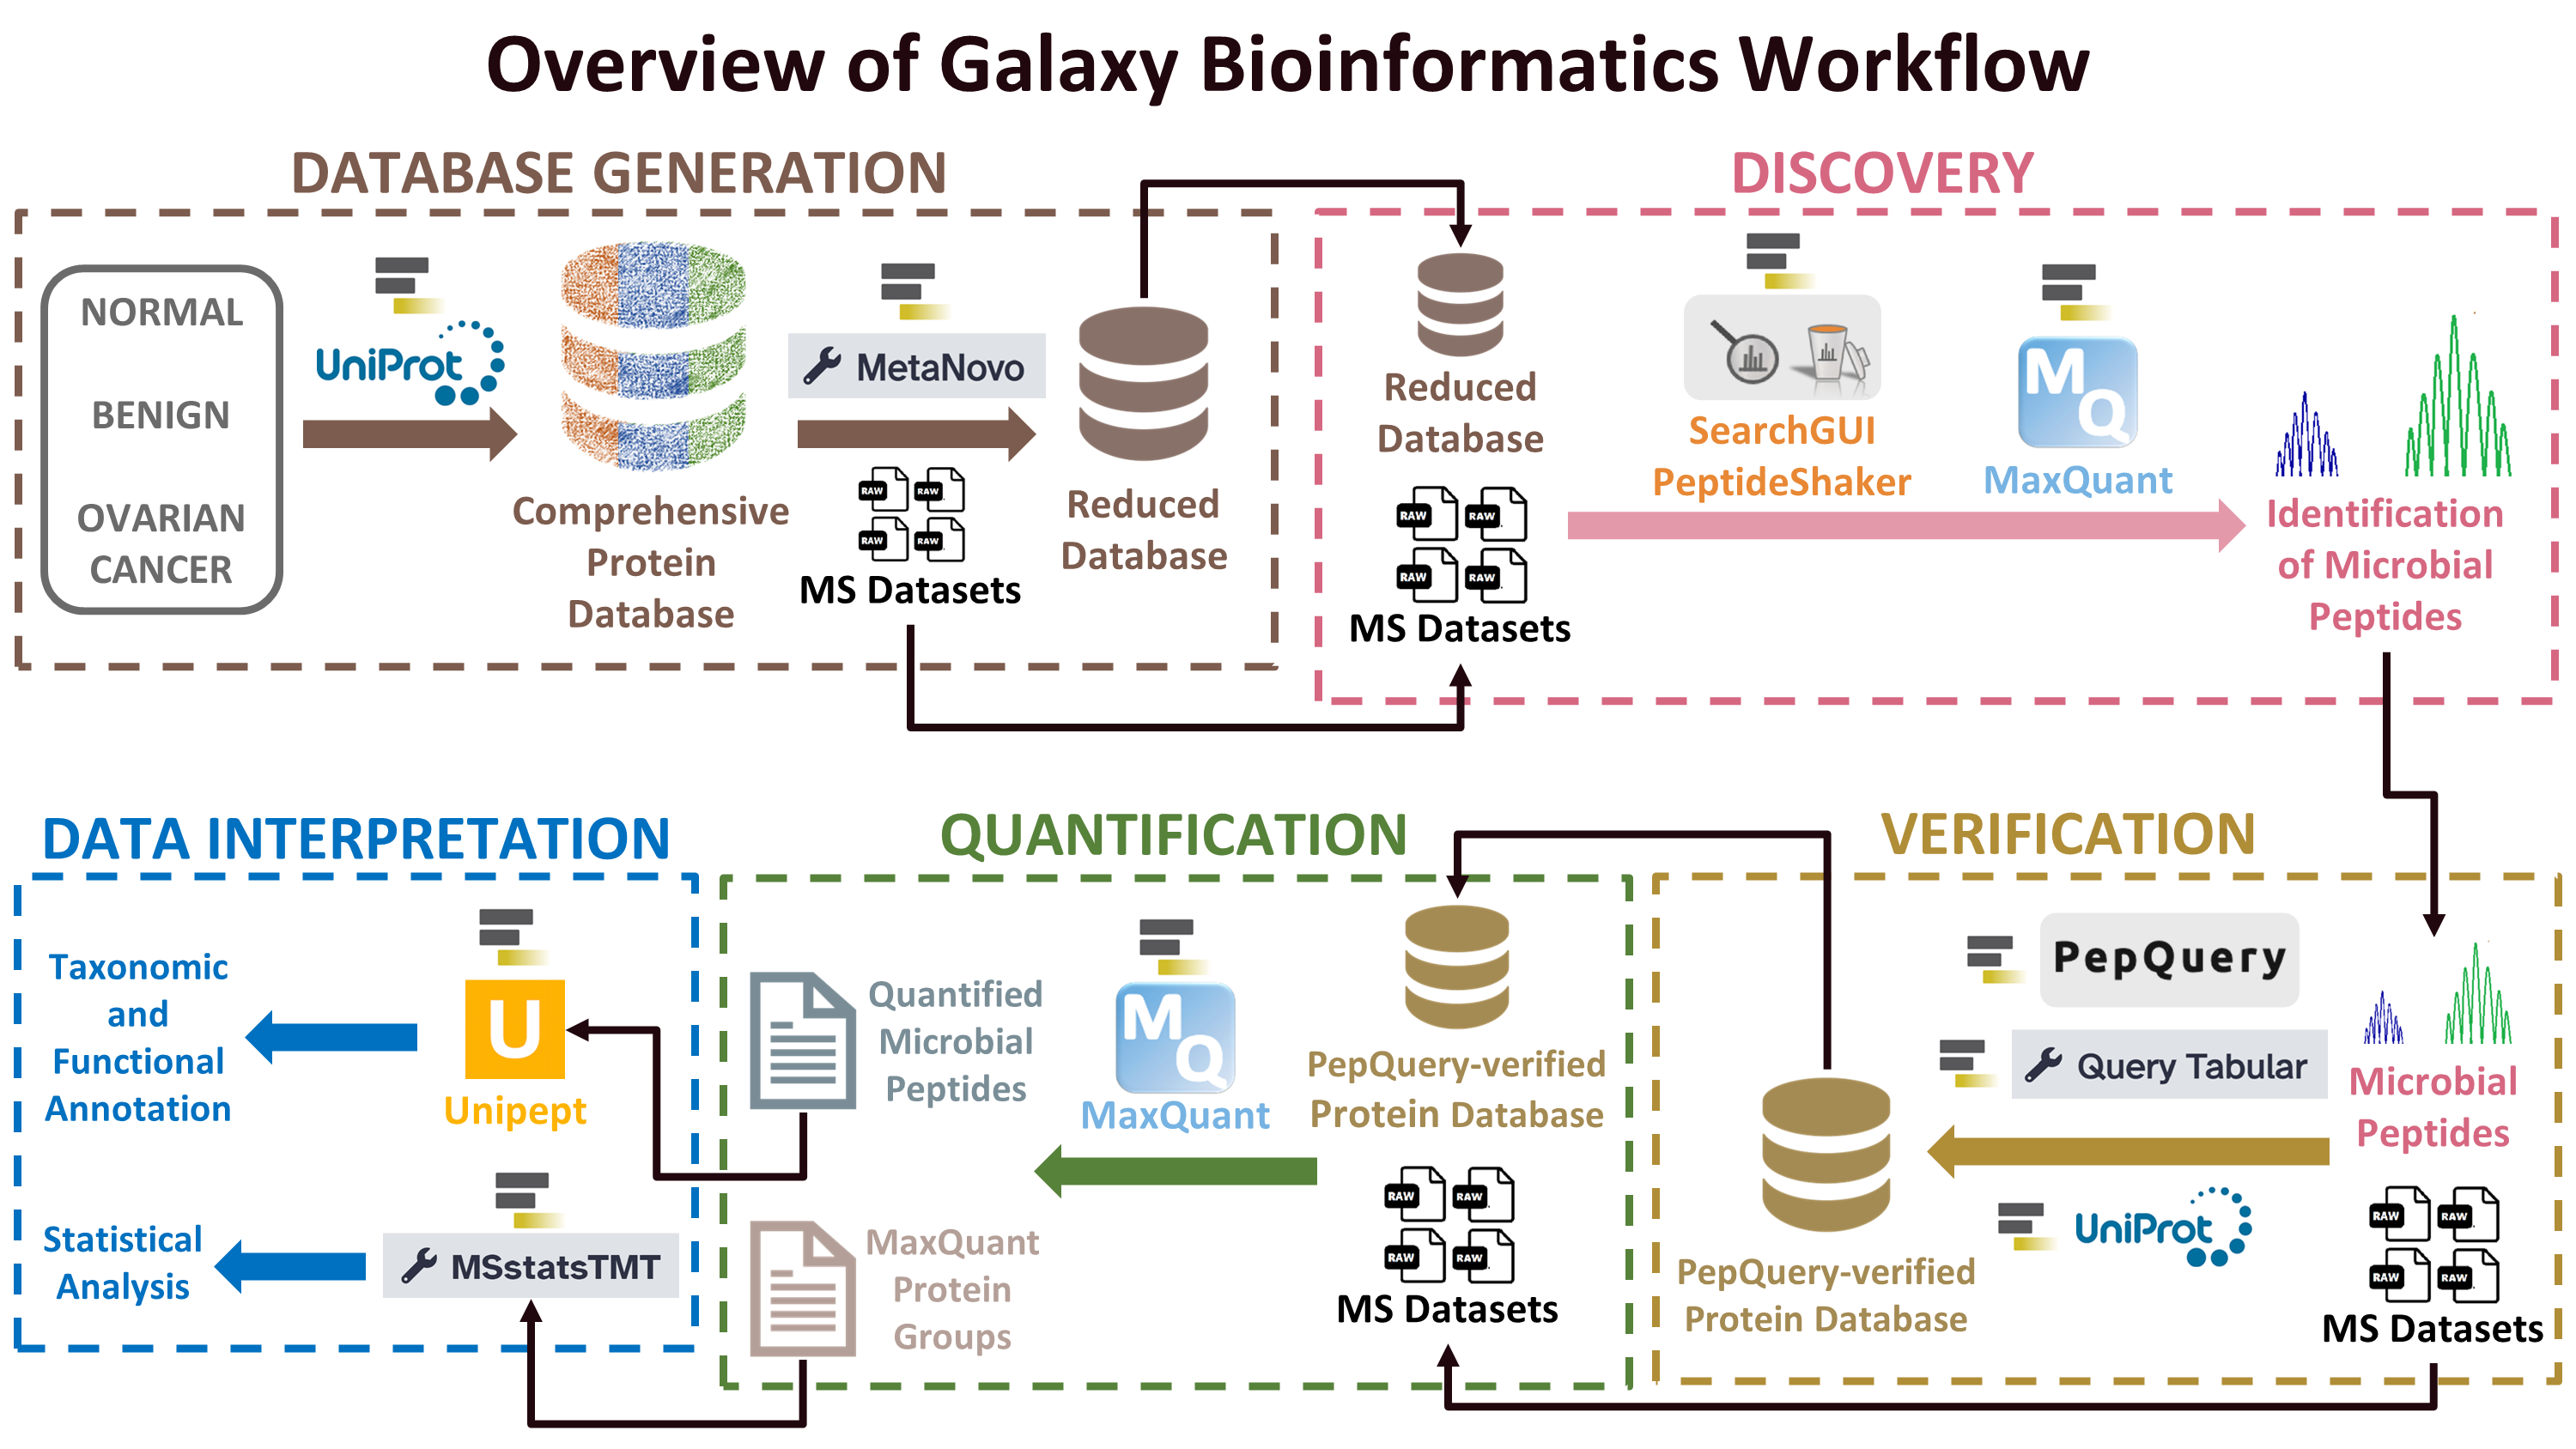 Overview of Galaxy Bioinformatics Workflow
DATABASE GENERATION
NORMAL
BENIGN
OVARIAN
CANCER
UniProt
Comprehensive
Protein
Database
MetaNovo
RAW RAW
RAW RAW
MS Datasets
Reduced
Database
DISCOVERY
Reduced
Database
RAW RAW
RAW RAW
MS Datasets
SearchGUI
PeptideShaker
MQ
MaxQuant
Identification
of Microbial
Peptides
VERIFICATION
PepQuery
Query Tabular
UniProt
Microbial
Peptides
RAW RAW
RAW RAW
MS Datasets
PepQuery-verified
Protein Database
QUANTIFICATION
PepQuery-verified
Protein Database
RAW RAW
RAW RAW
MS Datasets
MQ
MaxQuant
Quantified
Microbial
Peptides
MaxQuant
Protein
Groups
DATA INTERPRETATION
U
Unipept
Taxonomic
and
Functional
Annotation
MSstatsTMT
Statistical
Analysis